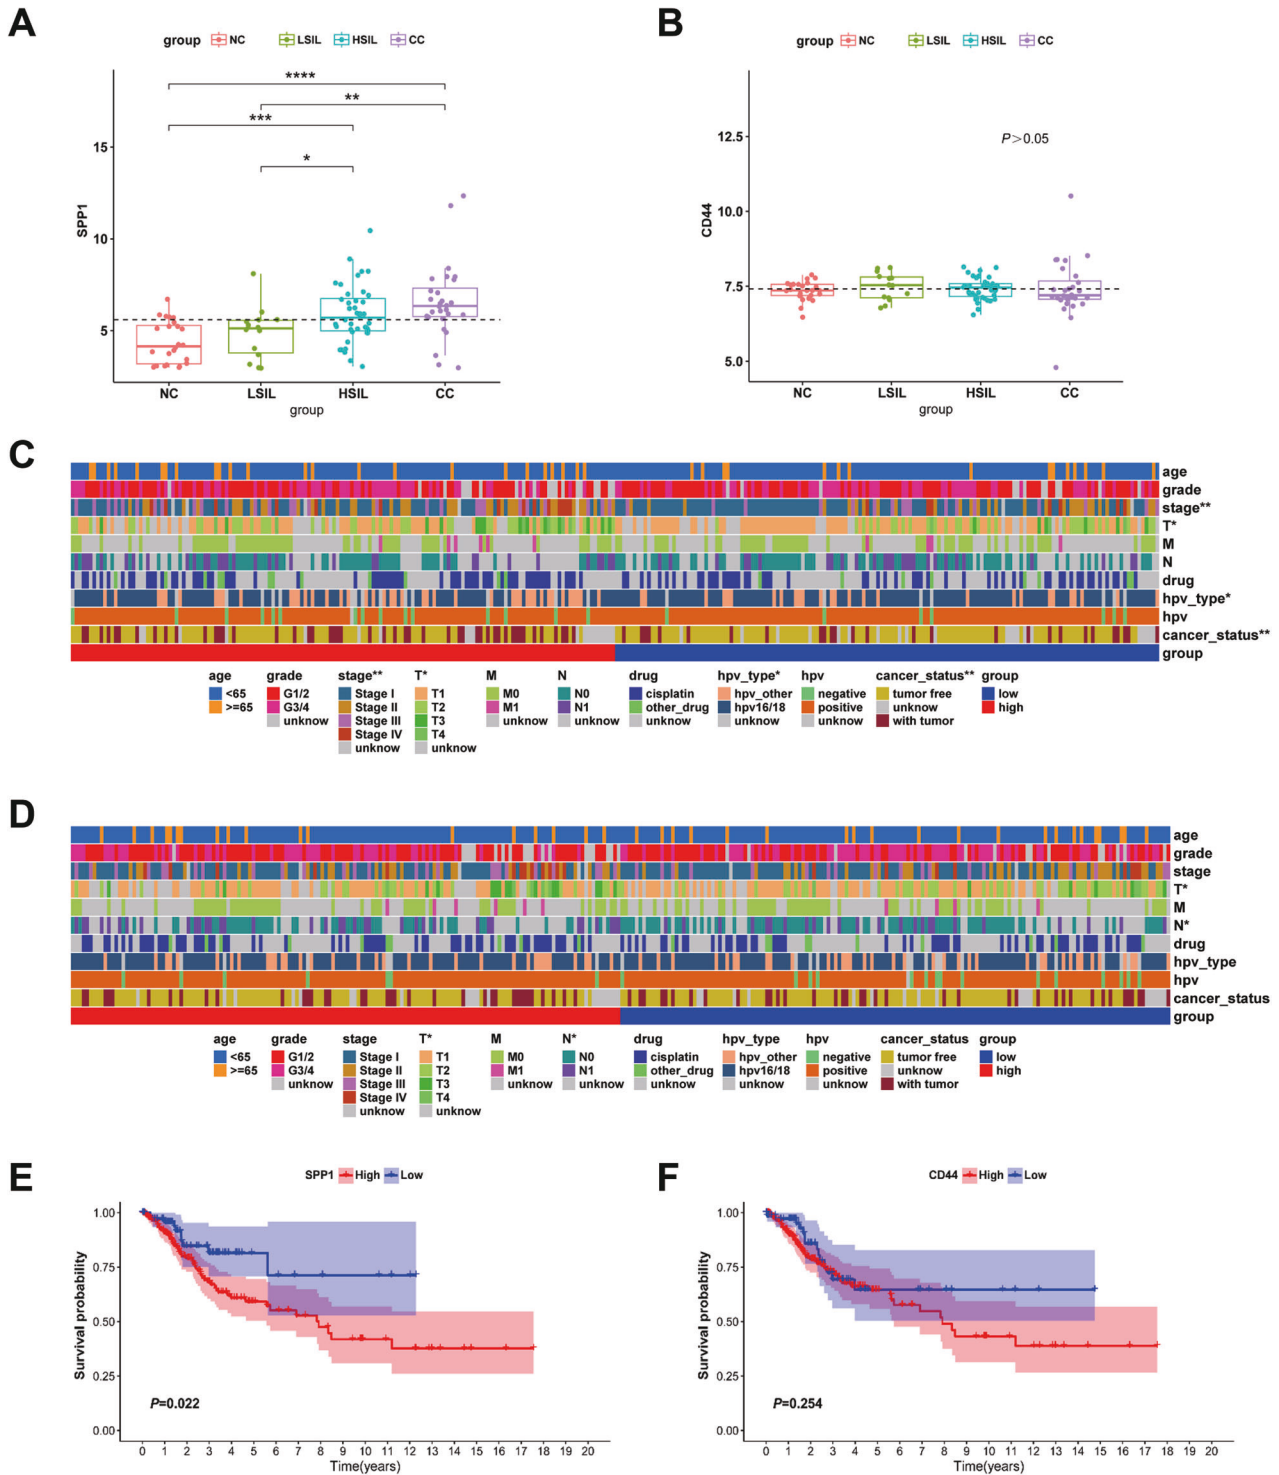 A
group NC LSIL HSIL CC
****
**
***
*
15
10
5
SPP1
NC LSIL HSIL CC
group
B
group NC LSIL HSIL CC
P>0.05
12.5
10.0
7.5
5.0
CD44
NC LSIL HSIL CC
group
C
age
grade
stage**
T*
M
N
drug
hpv_type*
hpv
cancer_status**
group
age grade stage** T* M N drug hpv_type* hpv cancer_status** group
<65 G1/2 Stage I T1 M0 N0 cisplatin hpv_other negative tumor free low
>=65 G3/4 Stage II T2 M1 N1 other_drug hpv16/18 positive unknow high
unknow Stage III T3 unknow unknow unknow unknow unknow with tumor
Stage IV T4
unknow unknow
D
age
grade
stage
T*
M
N*
drug
hpv_type
hpv
cancer_status
group
age grade stage T* M N* drug hpv_type hpv cancer_status group
<65 G1/2 Stage I T1 M0 N0 cisplatin hpv_other negative tumor free low
>=65 G3/4 Stage II T2 M1 N1 other_drug hpv16/18 positive unknow high
unknow Stage III T3 unknow unknow unknow unknow unknow with tumor
Stage IV T4
unknow unknow
E
SPP1 High Low
1.00
0.75
0.50
0.25
0.00
Survival probability
P=0.022
0 1 2 3 4 5 6 7 8 9 10 11 12 13 14 15 16 17 18 19 20
Time(years)
F
CD44 High Low
1.00
0.75
0.50
0.25
0.00
Survival probability
P=0.254
0 1 2 3 4 5 6 7 8 9 10 11 12 13 14 15 16 17 18 19 20
Time(years)